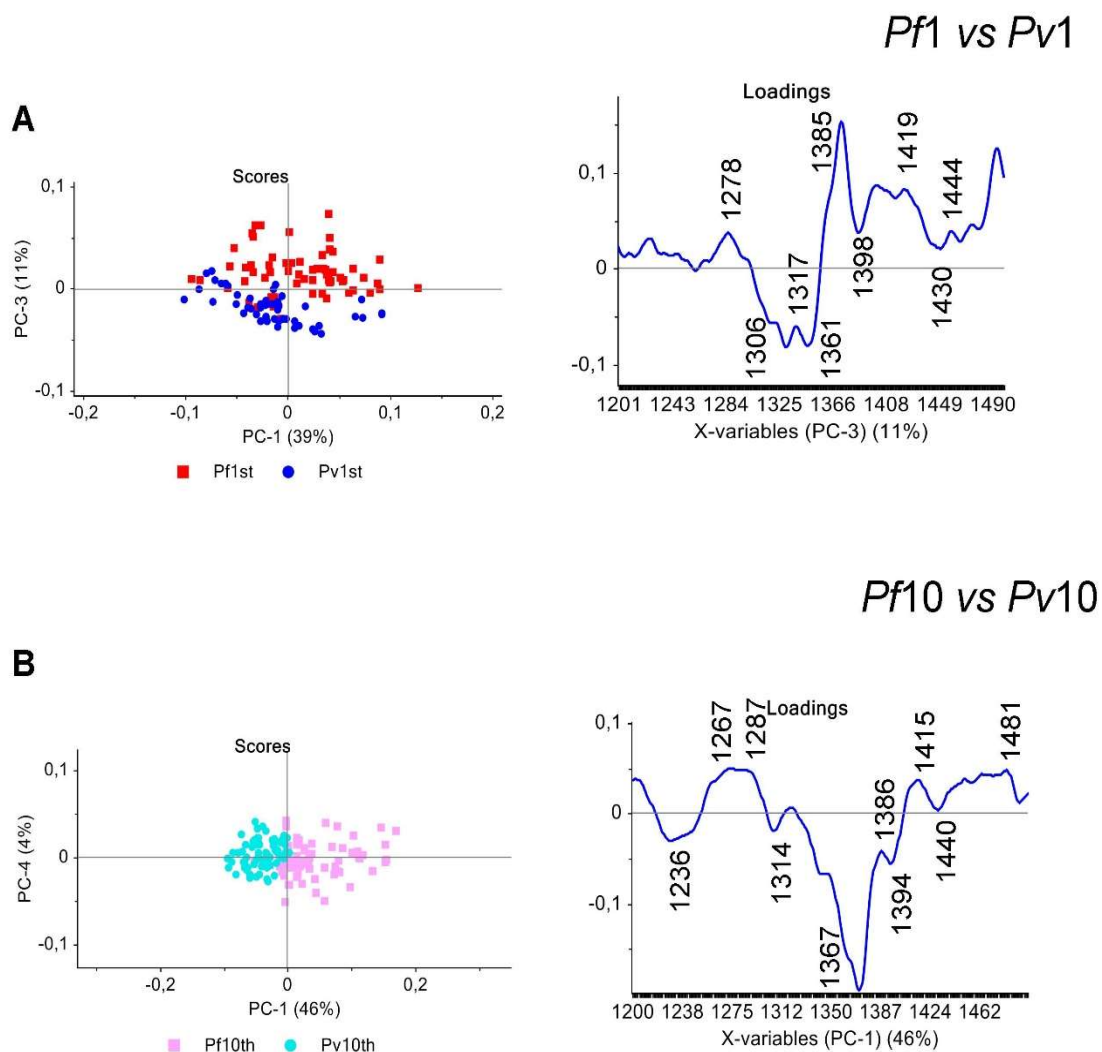 Pf1 vs Pv1
A
Scores
0,1
0
-0,1
PC-3 (11%)
-0,2
-0,1
0
0,1
0,2
PC-1 (39%)
Pf1st
Pv1st
Loadings
0,1
0
-0,1
1278
1306
1317
1361
1385
1398
1419
1430
1444
1201 1243 1284 1325 1366 1408 1449 1490
X-variables (PC-3) (11%)
Pf10 vs Pv10
B
Scores
0,1
0
-0,1
PC-4 (4%)
-0,2
0
0,2
PC-1 (46%)
Pf10th
Pv10th
Loadings
0,1
0
-0,1
1236
1267
1287
1314
1367
1386
1394
1415
1440
1481
1200 1238 1275 1312 1350 1387 1424 1462
X-variables (PC-1) (46%)